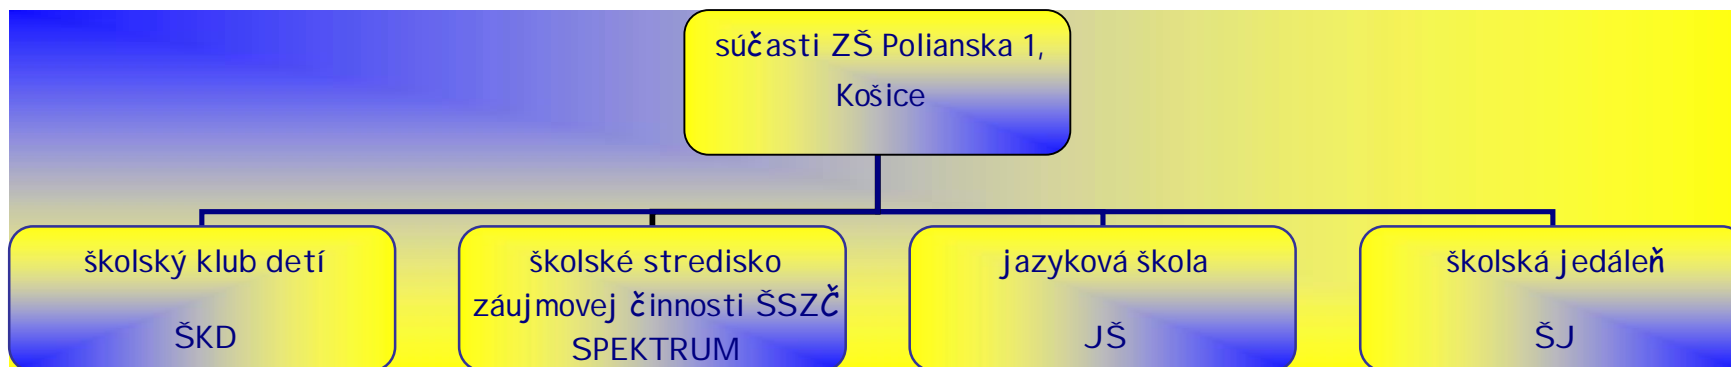 súčasti ZŠ Polianska 1,
Košice
školský klub detí
ŠKD
školské stredisko
záujmovej činnosti ŠSZČ
SPEKTRUM
jazyková škola
JŠ
školská jedáleň
ŠJ